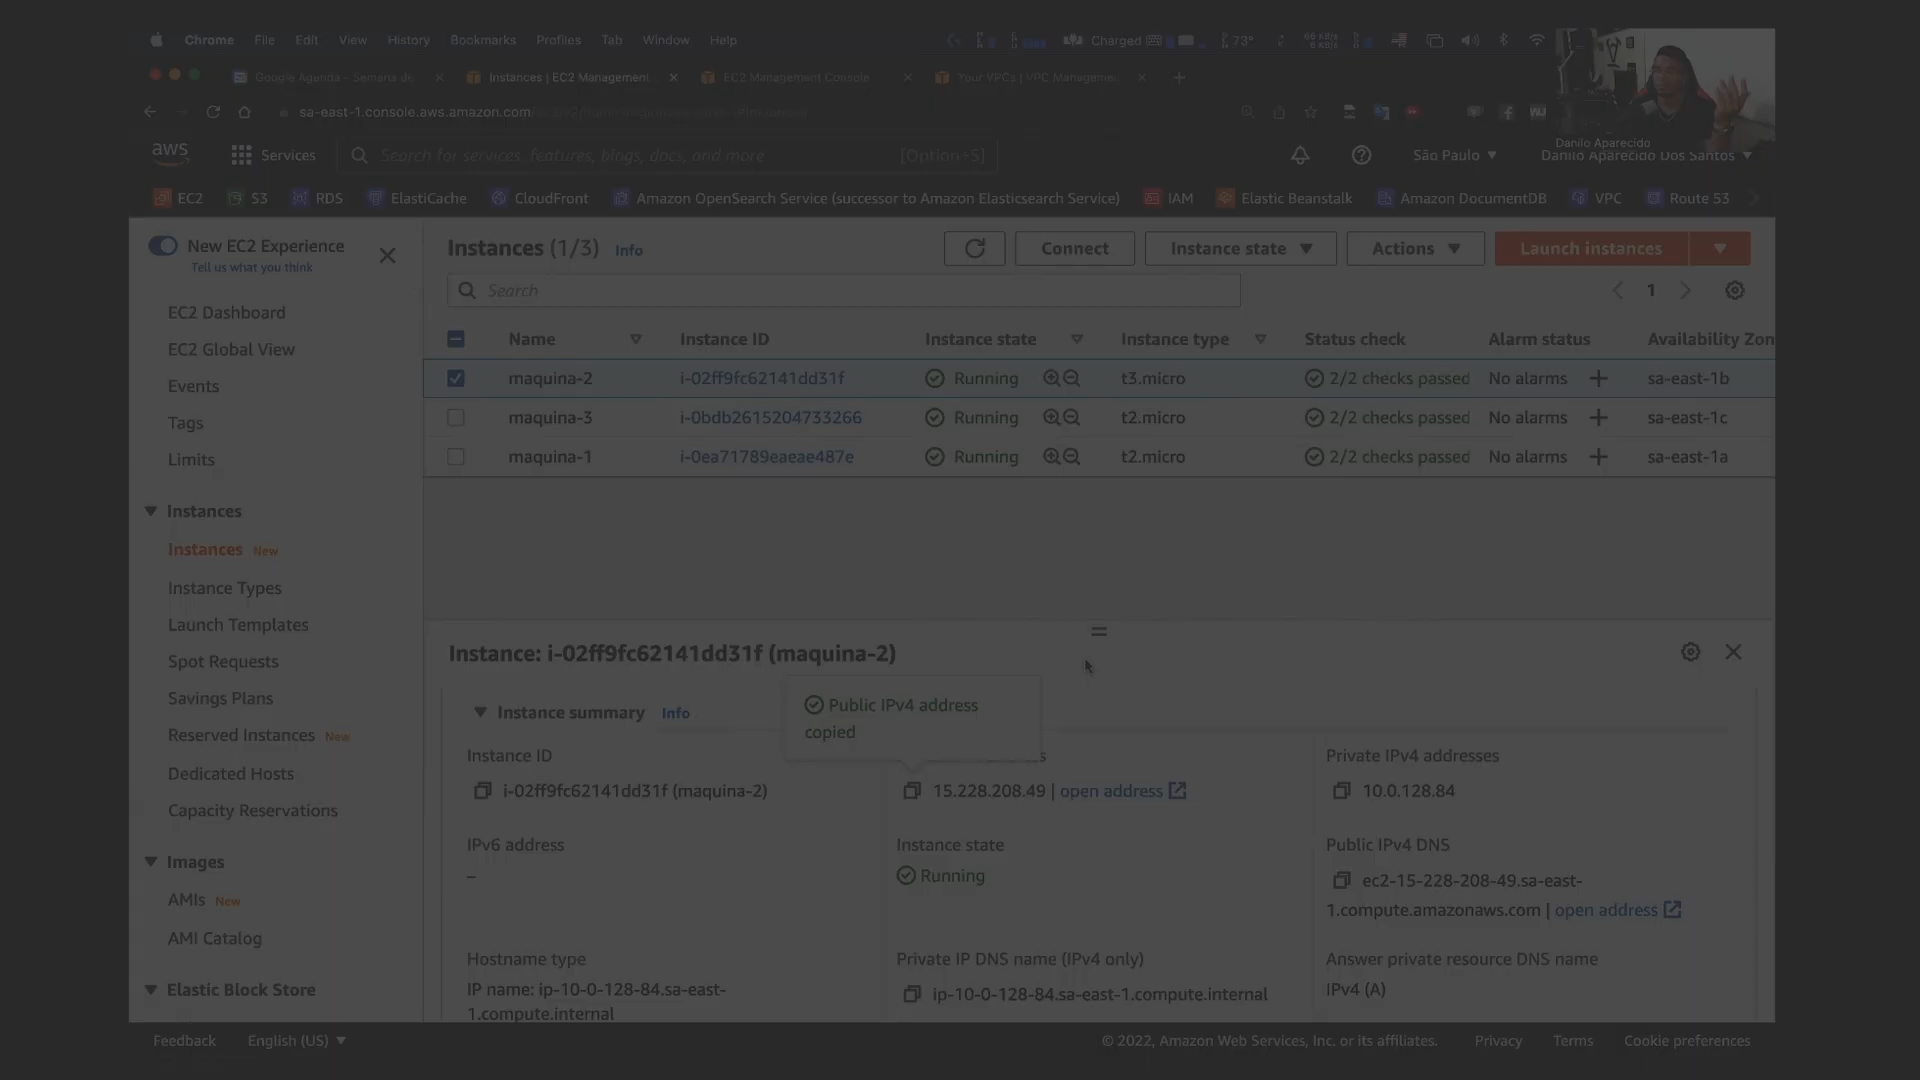 Chrome File Edit View History Bookmarks Profiles Tab Window Help Charged 73°
Google Agenda - Semana de Instances | EC2 Management EC2 Management Console Your VPCs | VPC Manageme
sa-east-1.console.aws.amazon.com
aws Services Search for services, features, blogs, docs, and more [Option+S] São Paulo Danilo Aparecido Dos Santos
Danilo Aparecido
EC2 S3 RDS ElastiCache CloudFront Amazon OpenSearch Service (successor to Amazon Elasticsearch Service) IAM Elastic Beanstalk Amazon DocumentDB VPC Route 53
New EC2 Experience
Tell us what you think
EC2 Dashboard
EC2 Global View
Events
Tags
Limits
Instances
Instances New
Instance Types
Launch Templates
Spot Requests
Savings Plans
Reserved Instances New
Dedicated Hosts
Capacity Reservations
Images
AMIs New
AMI Catalog
Elastic Block Store
Instances (1/3) Info Connect Instance state Actions Launch instances
Search 1
Name Instance ID Instance state Instance type Status check Alarm status Availability Zon
maquina-2 i-02ff9fc62141dd31f Running t3.micro 2/2 checks passed No alarms + sa-east-1b
maquina-3 i-0bdb2615204733266 Running t2.micro 2/2 checks passed No alarms + sa-east-1c
maquina-1 i-0ea71789eaeae487e Running t2.micro 2/2 checks passed No alarms + sa-east-1a
Instance: i-02ff9fc62141dd31f (maquina-2)
Instance summary Info
Public IPv4 address
copied
Instance ID
i-02ff9fc62141dd31f (maquina-2)
15.228.208.49 | open address
Private IPv4 addresses
10.0.128.84
IPv6 address
–
Instance state
Running
Public IPv4 DNS
ec2-15-228-208-49.sa-east-
1.compute.amazonaws.com | open address
Hostname type
IP name: ip-10-0-128-84.sa-east-
1.compute.internal
Private IP DNS name (IPv4 only)
ip-10-0-128-84.sa-east-1.compute.internal
Answer private resource DNS name
IPv4 (A)
Feedback English (US) © 2022, Amazon Web Services, Inc. or its affiliates. Privacy Terms Cookie preferences